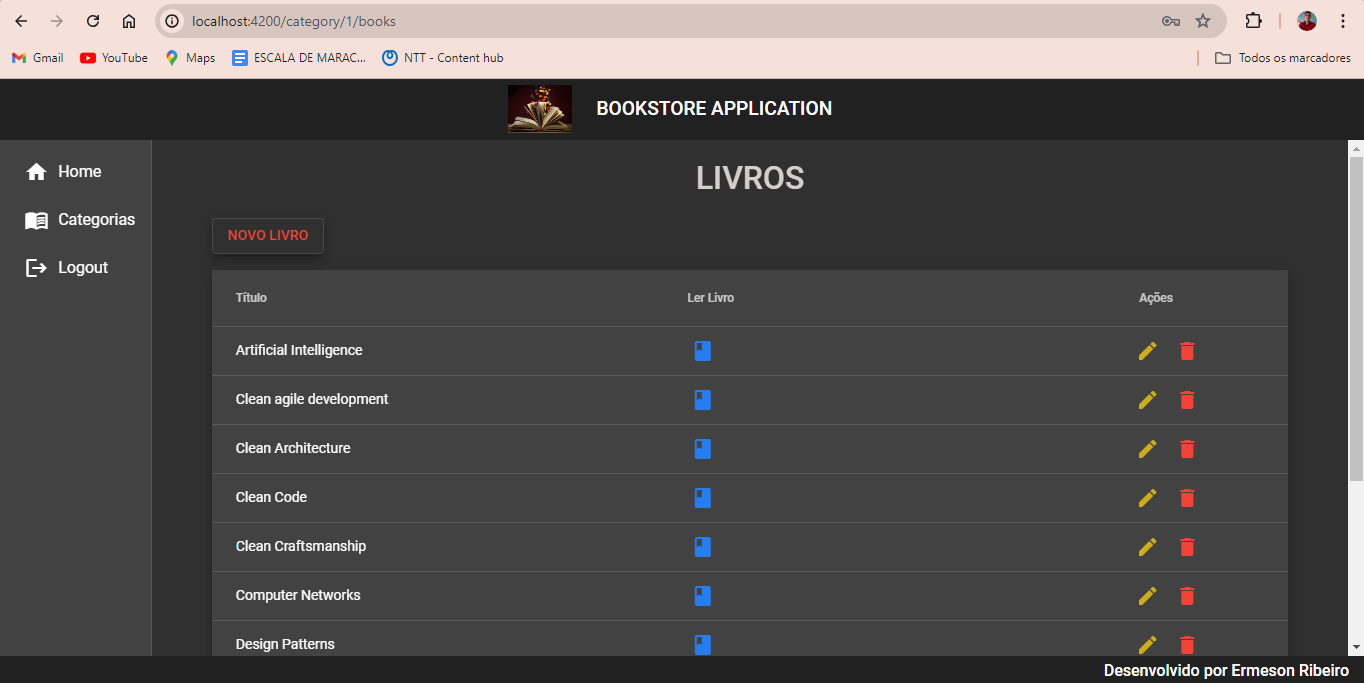 localhost:4200/category/1/books
Gmail YouTube Maps ESCALA DE MARAC... NTT - Content hub Todos os marcadores
BOOKSTORE APPLICATION
Home
Categorias
Logout
LIVROS
NOVO LIVRO
Título Ler Livro Ações
Artificial Intelligence
Clean agile development
Clean Architecture
Clean Code
Clean Craftsmanship
Computer Networks
Design Patterns
Desenvolvido por Ermeson Ribeiro